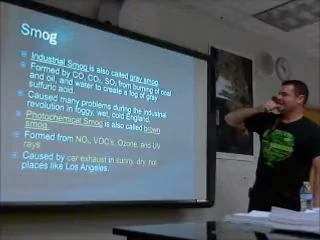 Smog
Industrial Smog is also called gray smog.
Formed by CO, CO₂, SO₂ from burning of coal
and oil, and water to create a fog of gray
sulfuric acid.
Caused many problems during the industrial
revolution in foggy, wet, cold England.
Photochemical Smog is also called brown
smog.
Formed from NOₓ, VOC's, Ozone, and UV
rays.
Caused by car exhaust in sunny, dry, hot
places like Los Angeles.